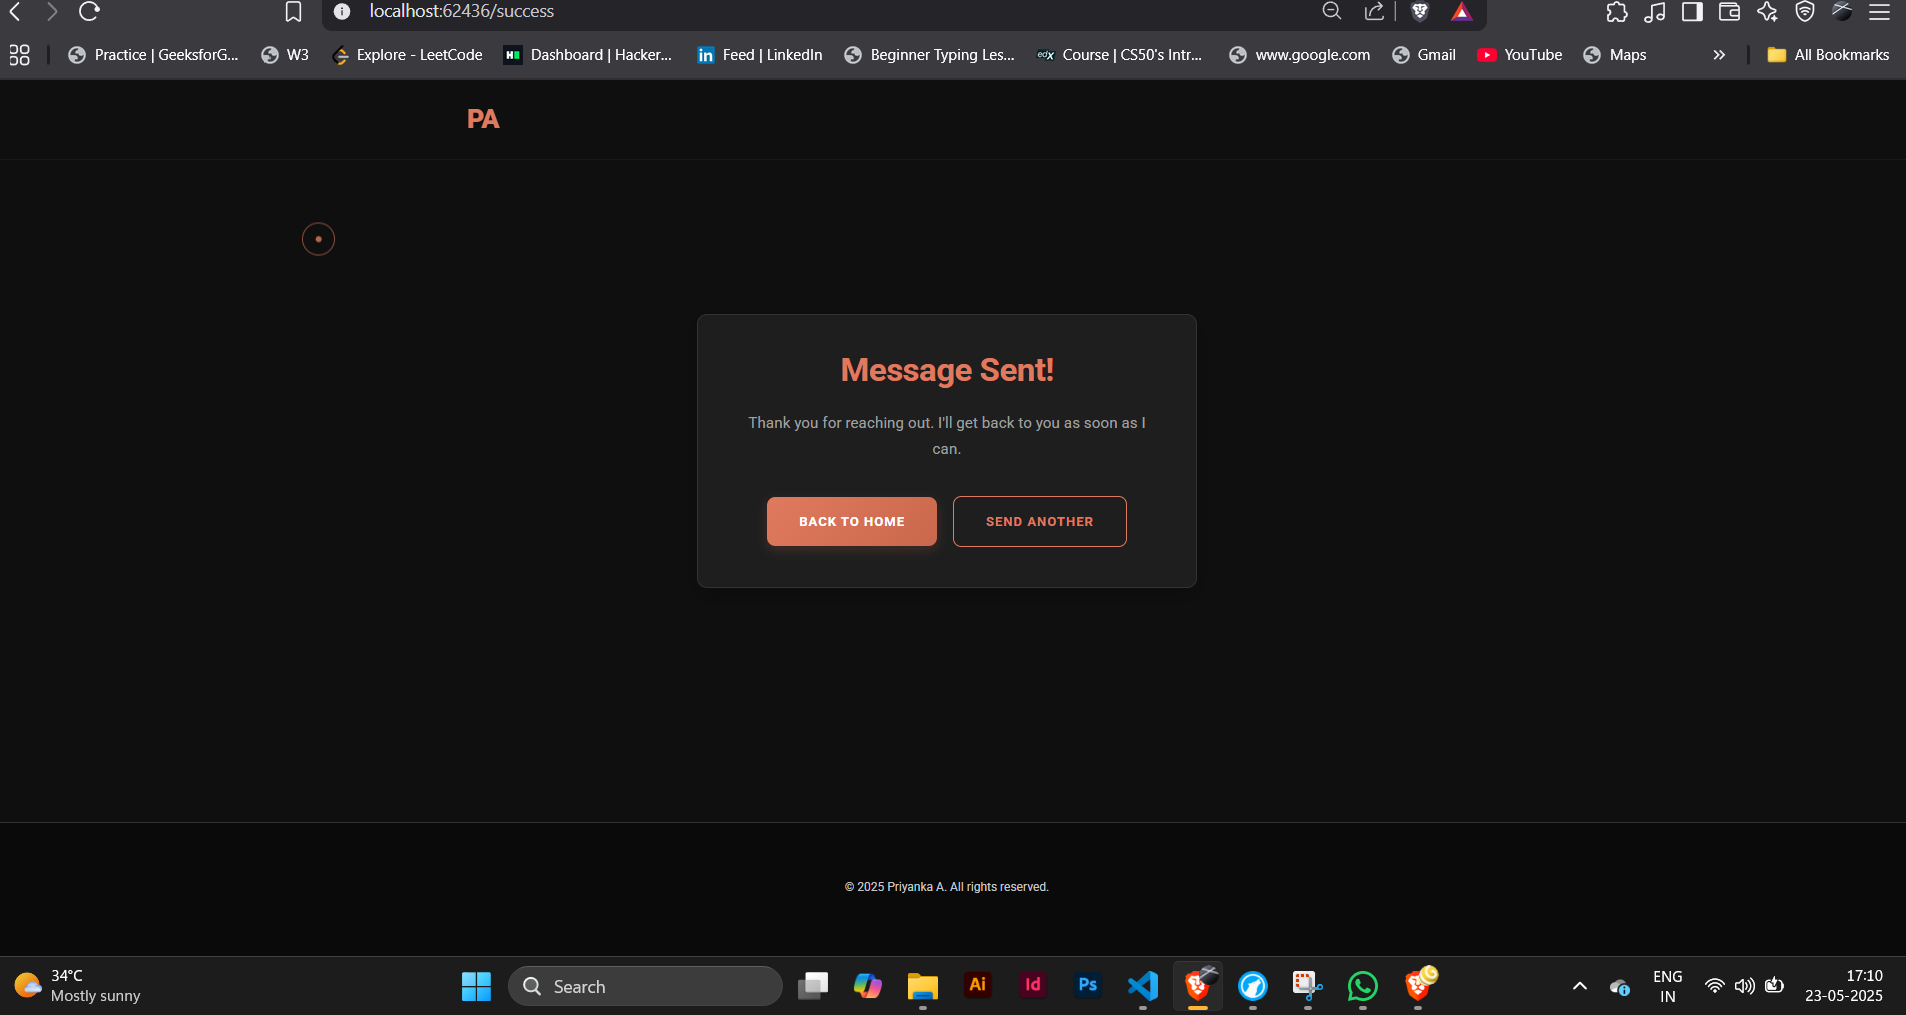 localhost:62436/success
Practice | GeeksforG...
W3
Explore - LeetCode
Dashboard | Hacker...
Feed | LinkedIn
Beginner Typing Les...
edX
Course | CS50's Intr...
www.google.com
Gmail
YouTube
Maps
All Bookmarks
PA
Message Sent!
Thank you for reaching out. I'll get back to you as soon as I
can.
BACK TO HOME
SEND ANOTHER
© 2025 Priyanka A. All rights reserved.
34°C
Mostly sunny
Search
Ai
Id
Ps
ENG
IN
17:10
23-05-2025